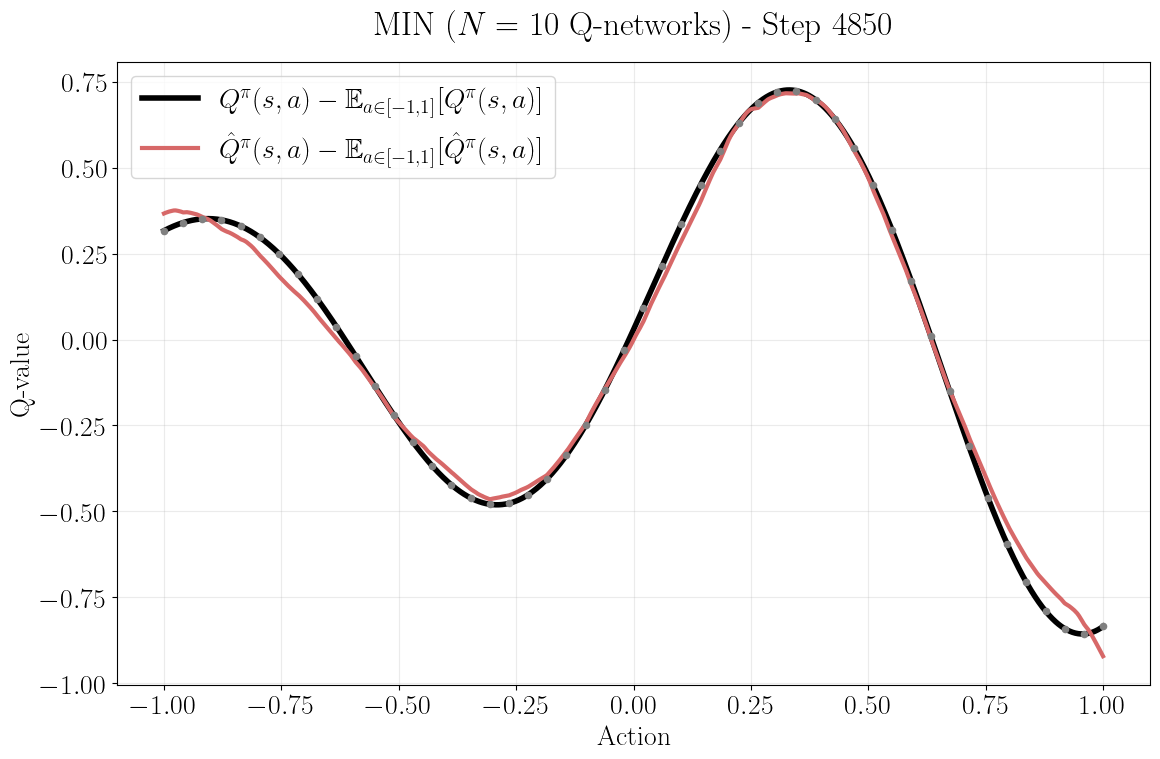 MIN (N = 10 Q-networks) - Step 4850
Q^π(s, a) − 𝔼_{a∈[−1,1]}[Q^π(s, a)]
Q̂^π(s, a) − 𝔼_{a∈[−1,1]}[Q̂^π(s, a)]
0.75
0.50
0.25
0.00
−0.25
−0.50
−0.75
−1.00
Q-value
−1.00 −0.75 −0.50 −0.25 0.00 0.25 0.50 0.75 1.00
Action